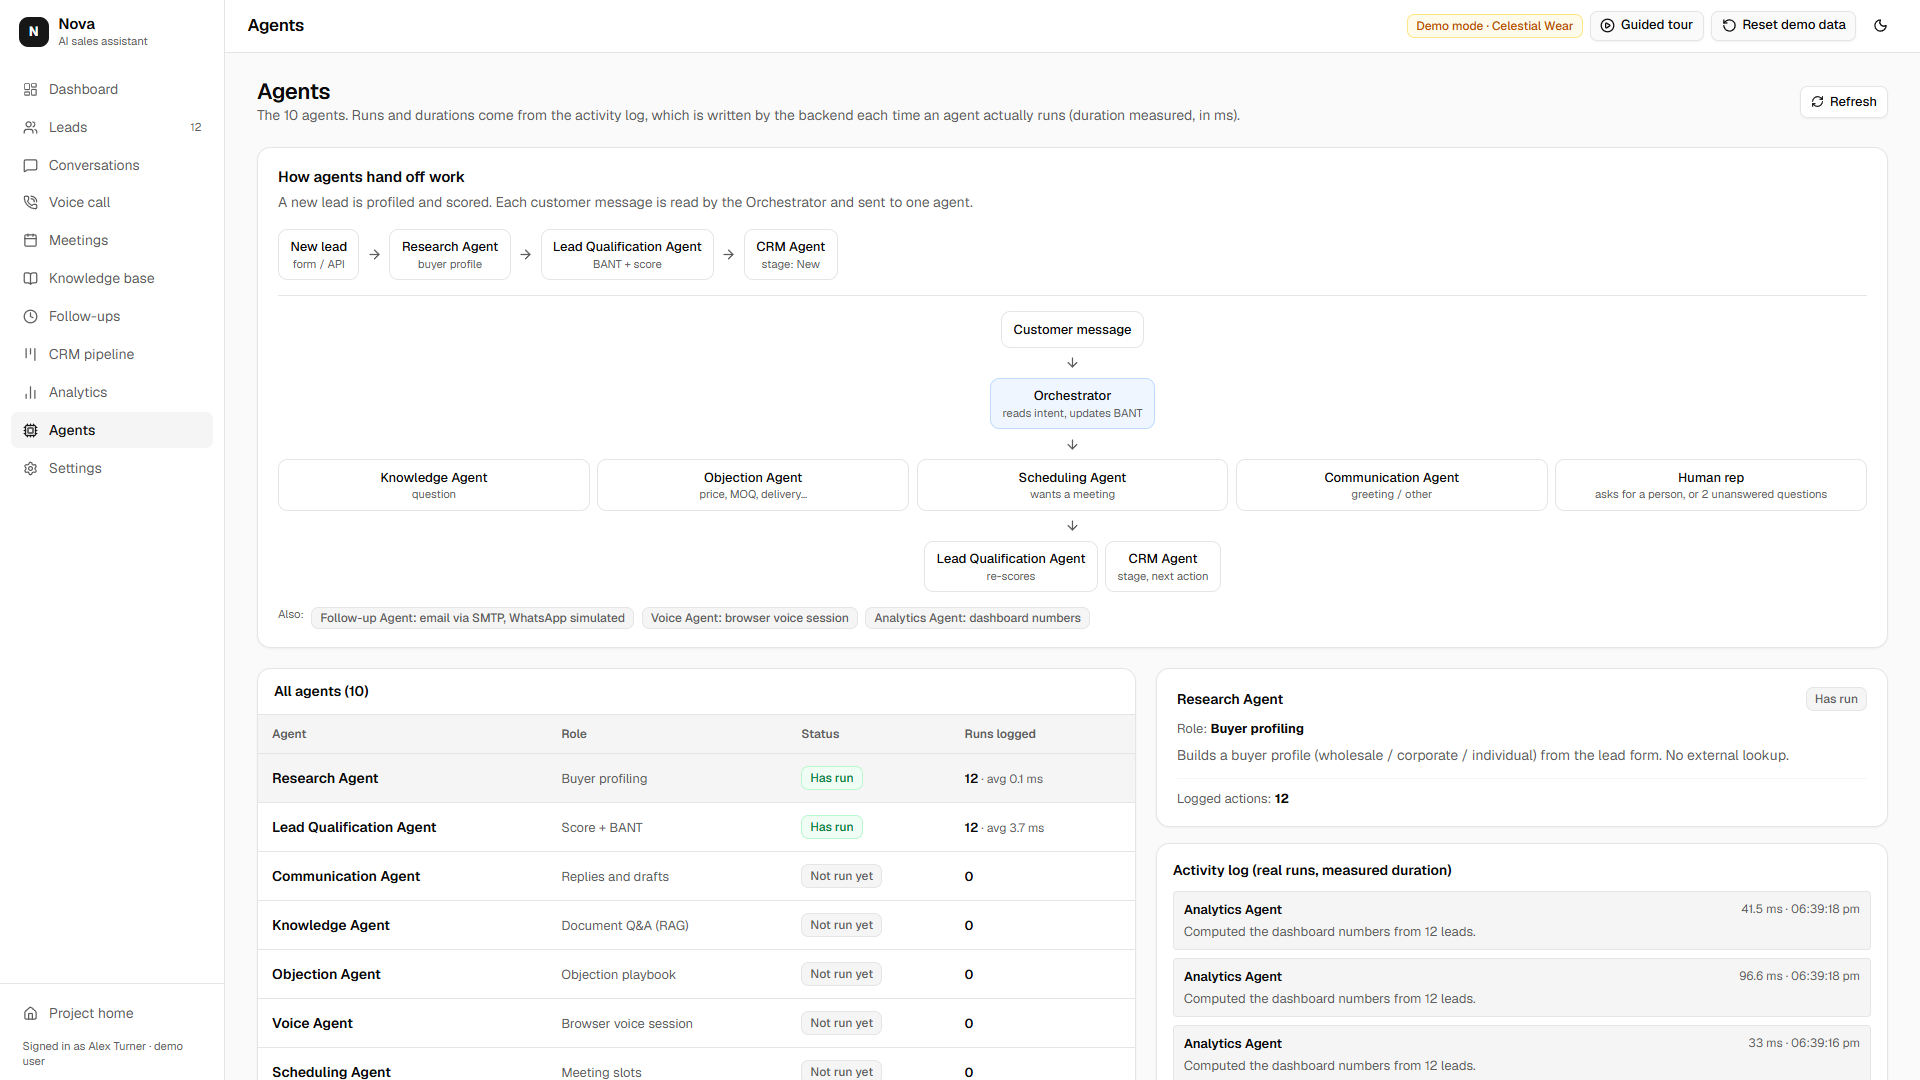 N
Nova
AI sales assistant
Dashboard
Leads 12
Conversations
Voice call
Meetings
Knowledge base
Follow-ups
CRM pipeline
Analytics
Agents
Settings
Project home
Signed in as Alex Turner · demo
user
Agents
Demo mode · Celestial Wear
Guided tour
Reset demo data
Agents
The 10 agents. Runs and durations come from the activity log, which is written by the backend each time an agent actually runs (duration measured, in ms).
Refresh
How agents hand off work
A new lead is profiled and scored. Each customer message is read by the Orchestrator and sent to one agent.
New lead
form / API
→
Research Agent
buyer profile
→
Lead Qualification Agent
BANT + score
→
CRM Agent
stage: New
Customer message
↓
Orchestrator
reads intent, updates BANT
↓
Knowledge Agent
question
Objection Agent
price, MOQ, delivery...
Scheduling Agent
wants a meeting
Communication Agent
greeting / other
Human rep
asks for a person, or 2 unanswered questions
↓
Lead Qualification Agent
re-scores
CRM Agent
stage, next action
Also: Follow-up Agent: email via SMTP, WhatsApp simulated Voice Agent: browser voice session Analytics Agent: dashboard numbers
All agents (10)
Agent Role Status Runs logged
Research Agent Buyer profiling Has run 12 · avg 0.1 ms
Lead Qualification Agent Score + BANT Has run 12 · avg 3.7 ms
Communication Agent Replies and drafts Not run yet 0
Knowledge Agent Document Q&A (RAG) Not run yet 0
Objection Agent Objection playbook Not run yet 0
Voice Agent Browser voice session Not run yet 0
Scheduling Agent Meeting slots Not run yet 0
Research Agent Has run
Role: Buyer profiling
Builds a buyer profile (wholesale / corporate / individual) from the lead form. No external lookup.
Logged actions: 12
Activity log (real runs, measured duration)
Analytics Agent 41.5 ms · 06:39:18 pm
Computed the dashboard numbers from 12 leads.
Analytics Agent 96.6 ms · 06:39:18 pm
Computed the dashboard numbers from 12 leads.
Analytics Agent 33 ms · 06:39:16 pm
Computed the dashboard numbers from 12 leads.